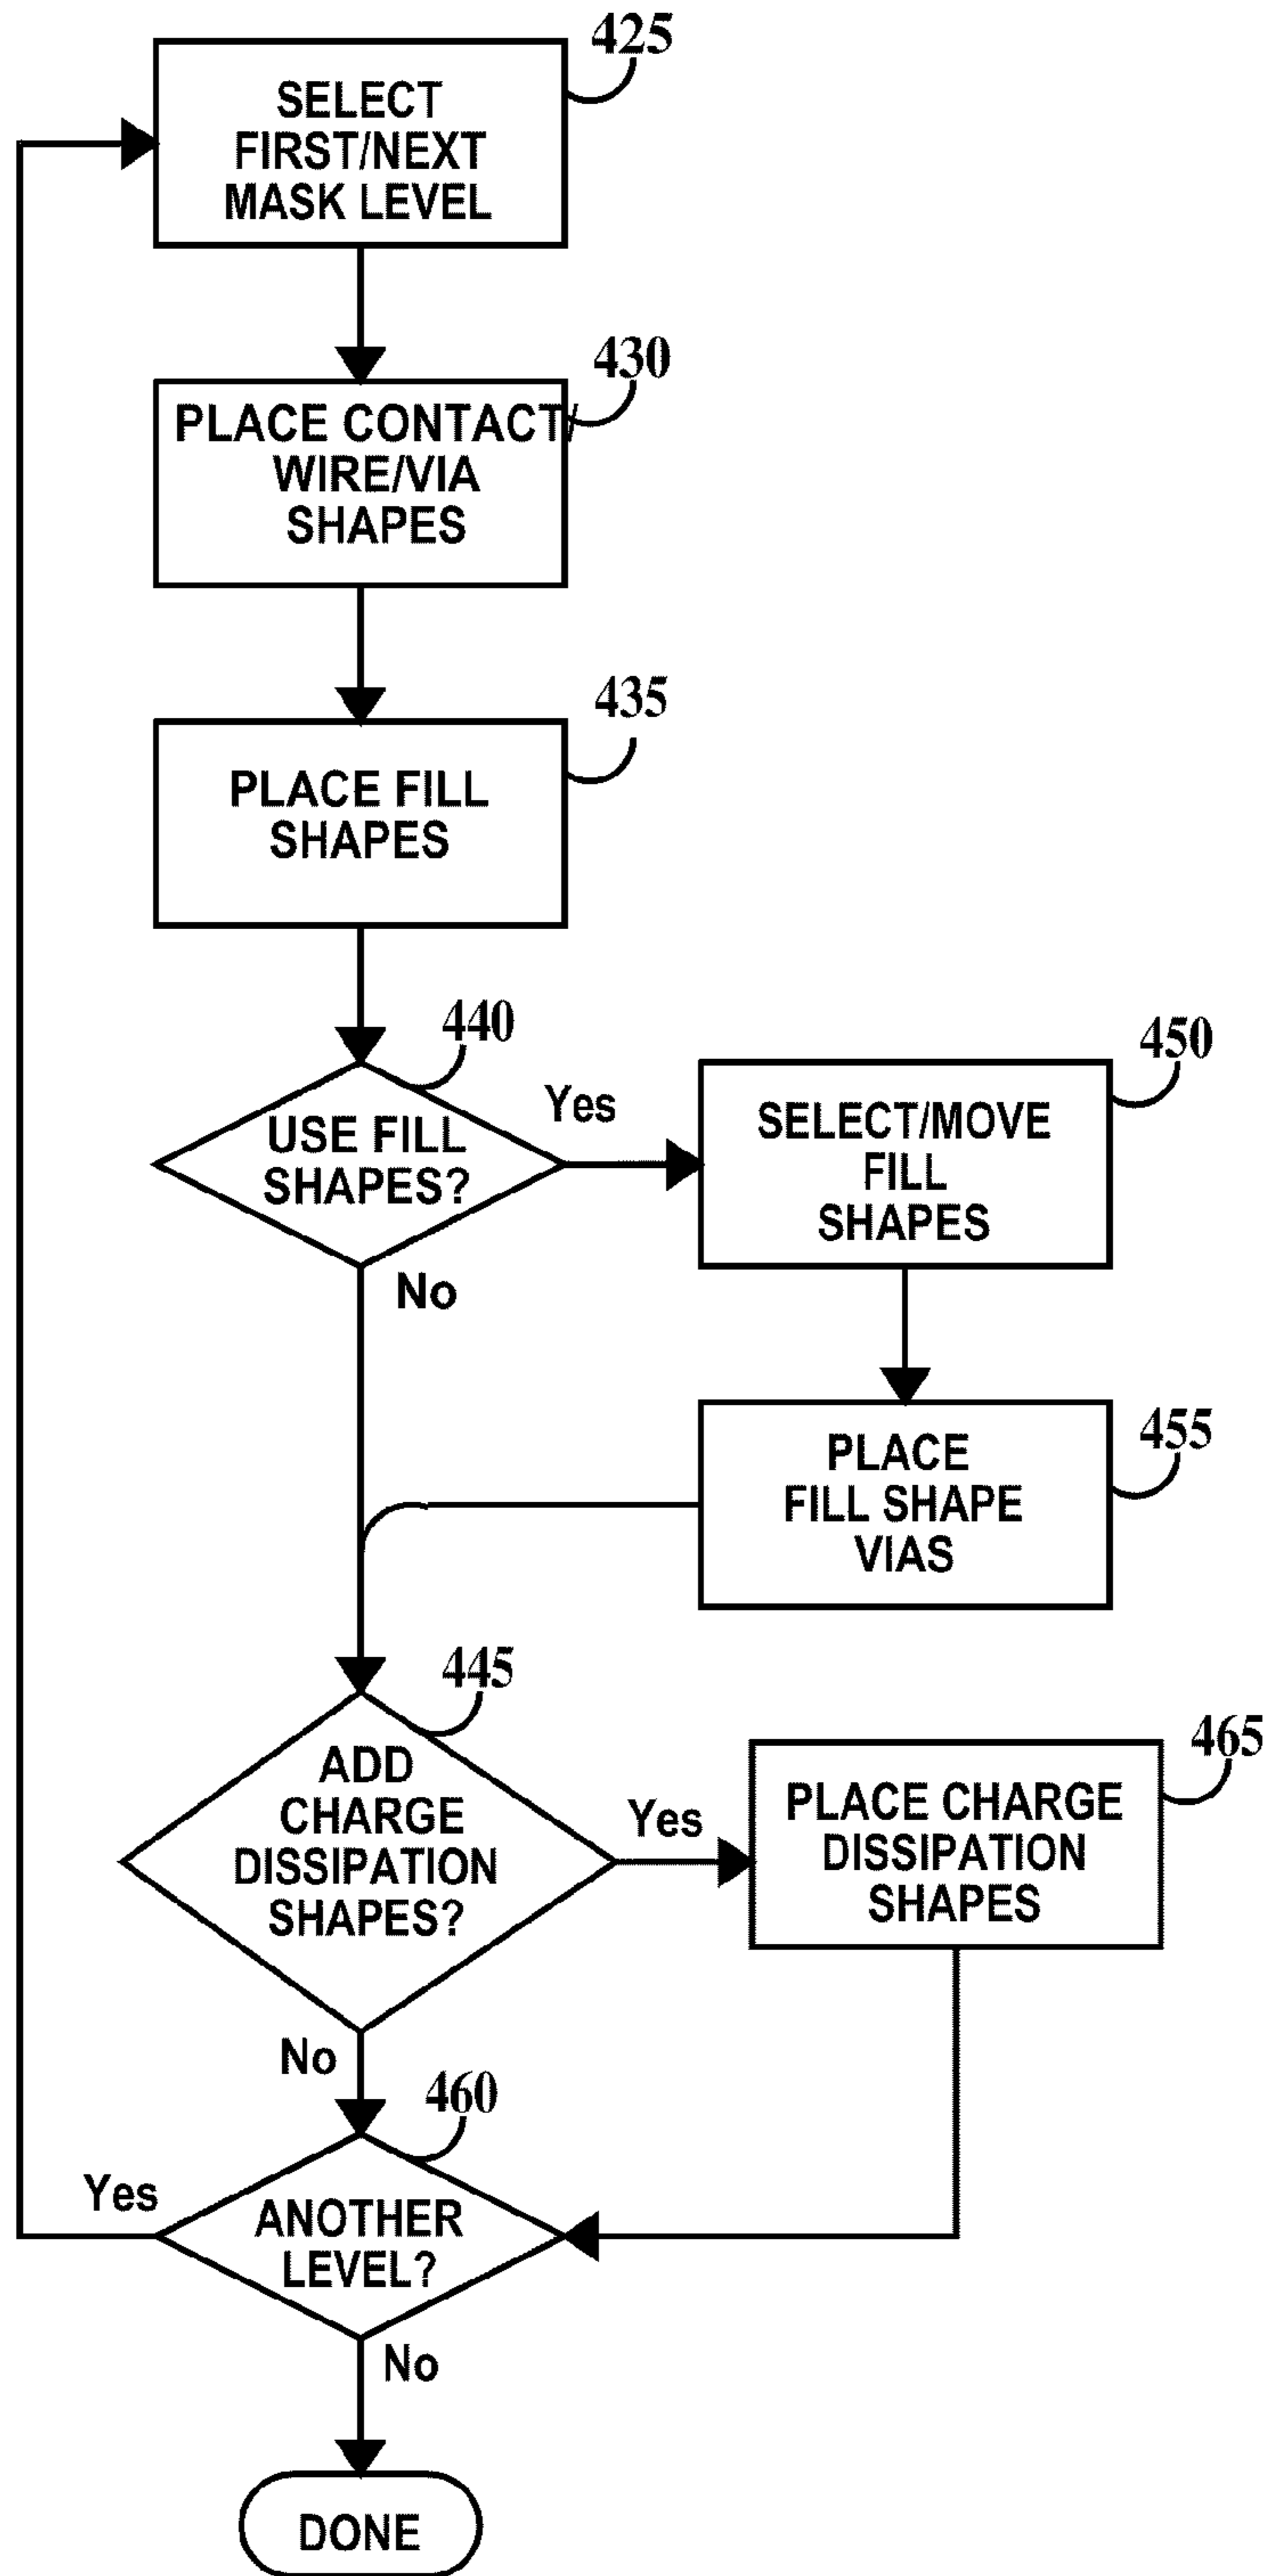 425
SELECT
FIRST/NEXT
MASK LEVEL
430
PLACE CONTACT/
WIRE/VIA
SHAPES
435
PLACE FILL
SHAPES
440
USE FILL
SHAPES?
Yes
No
450
SELECT/MOVE
FILL
SHAPES
455
PLACE
FILL SHAPE
VIAS
445
ADD
CHARGE
DISSIPATION
SHAPES?
Yes
No
465
PLACE CHARGE
DISSIPATION
SHAPES
460
ANOTHER
LEVEL?
Yes
No
DONE